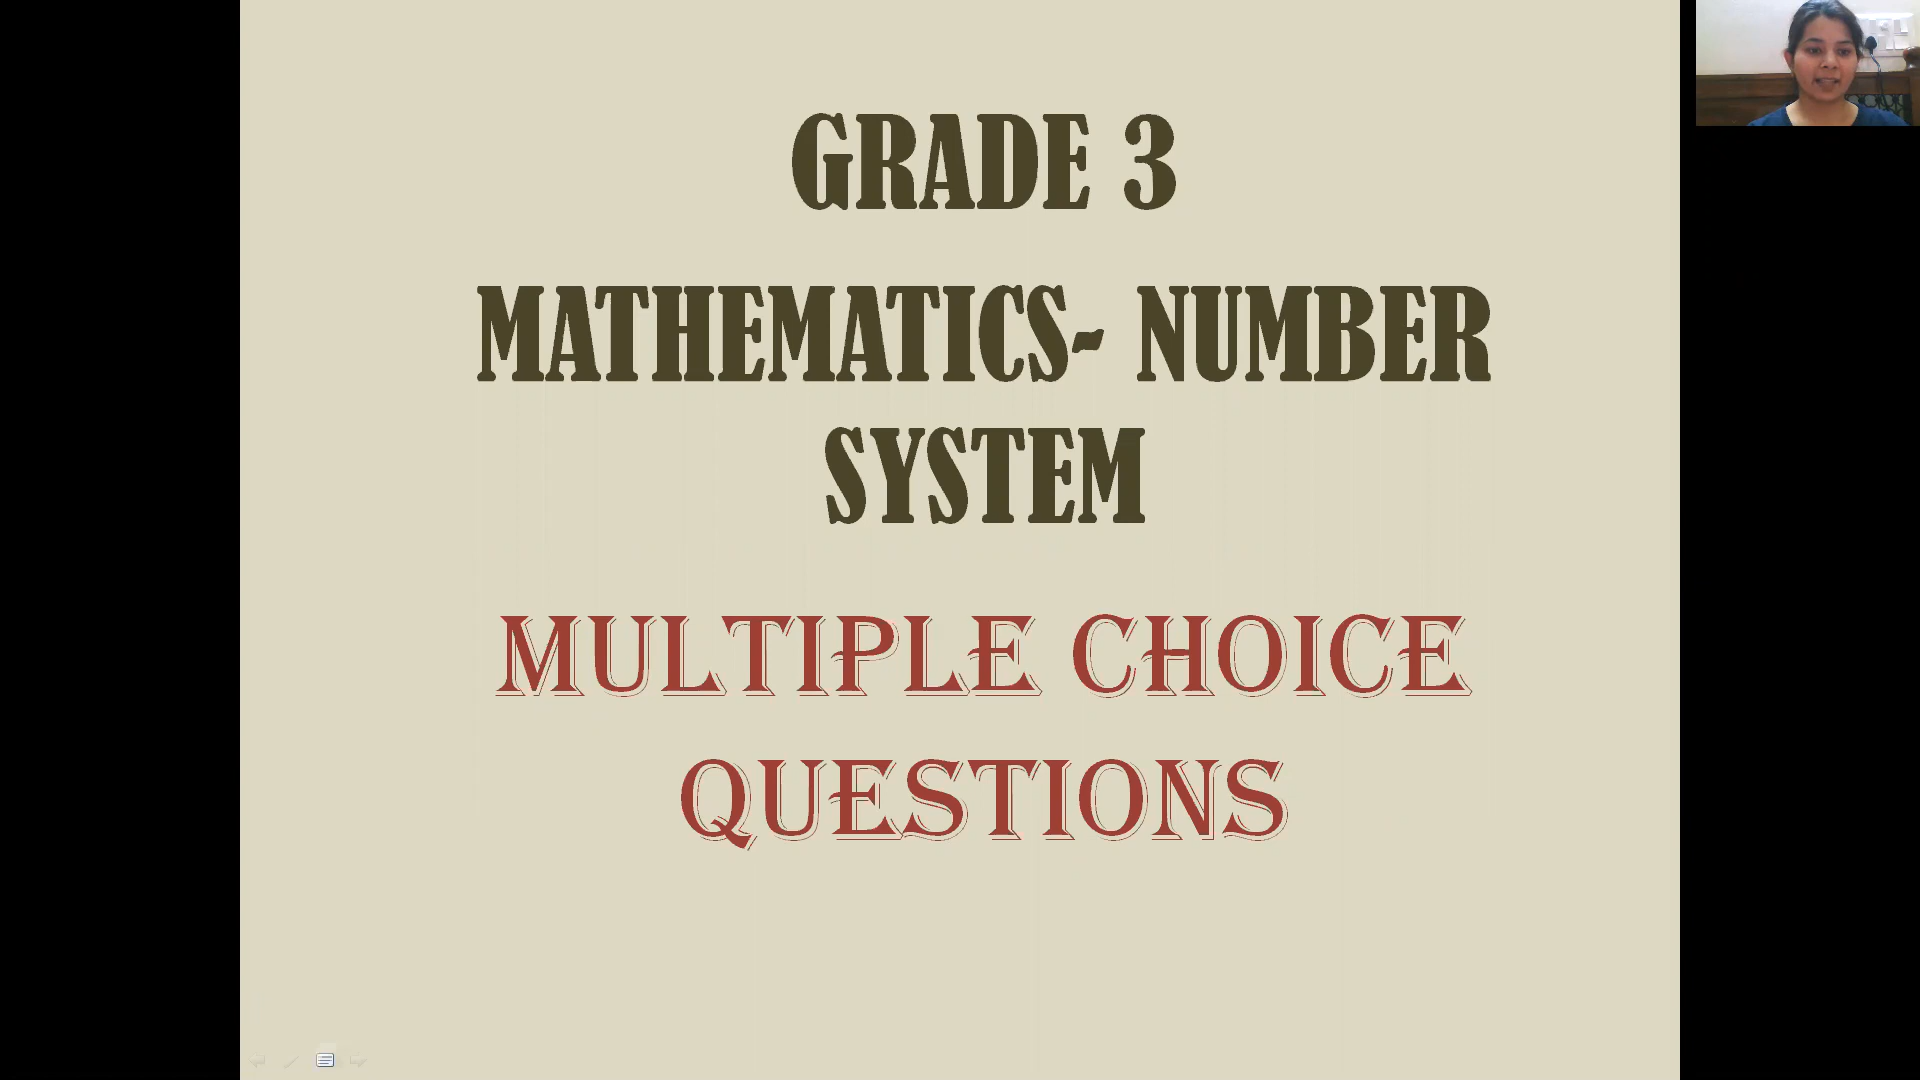 GRADE 3
MATHEMATICS- NUMBER
SYSTEM
MULTIPLE CHOICE
QUESTIONS